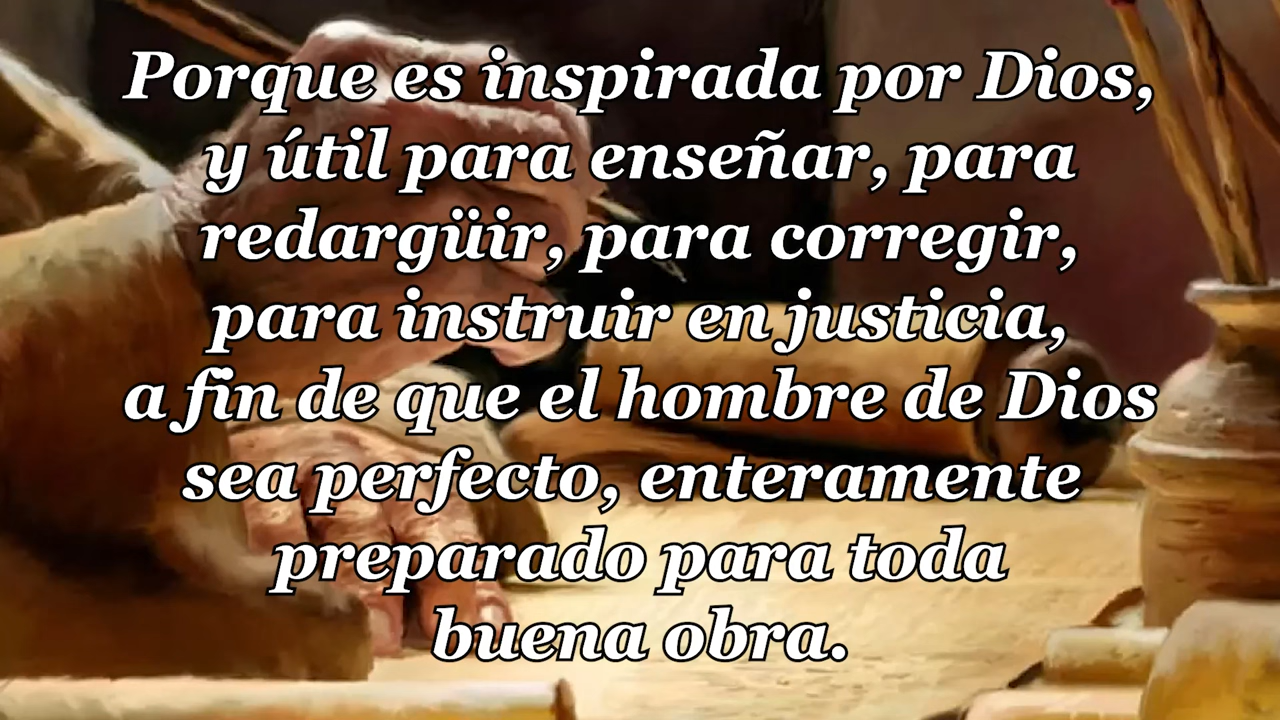 Porque es inspirada por Dios,
y útil para enseñar, para
redargüir, para corregir,
para instruir en justicia,
a fin de que el hombre de Dios
sea perfecto, enteramente
preparado para toda
buena obra.